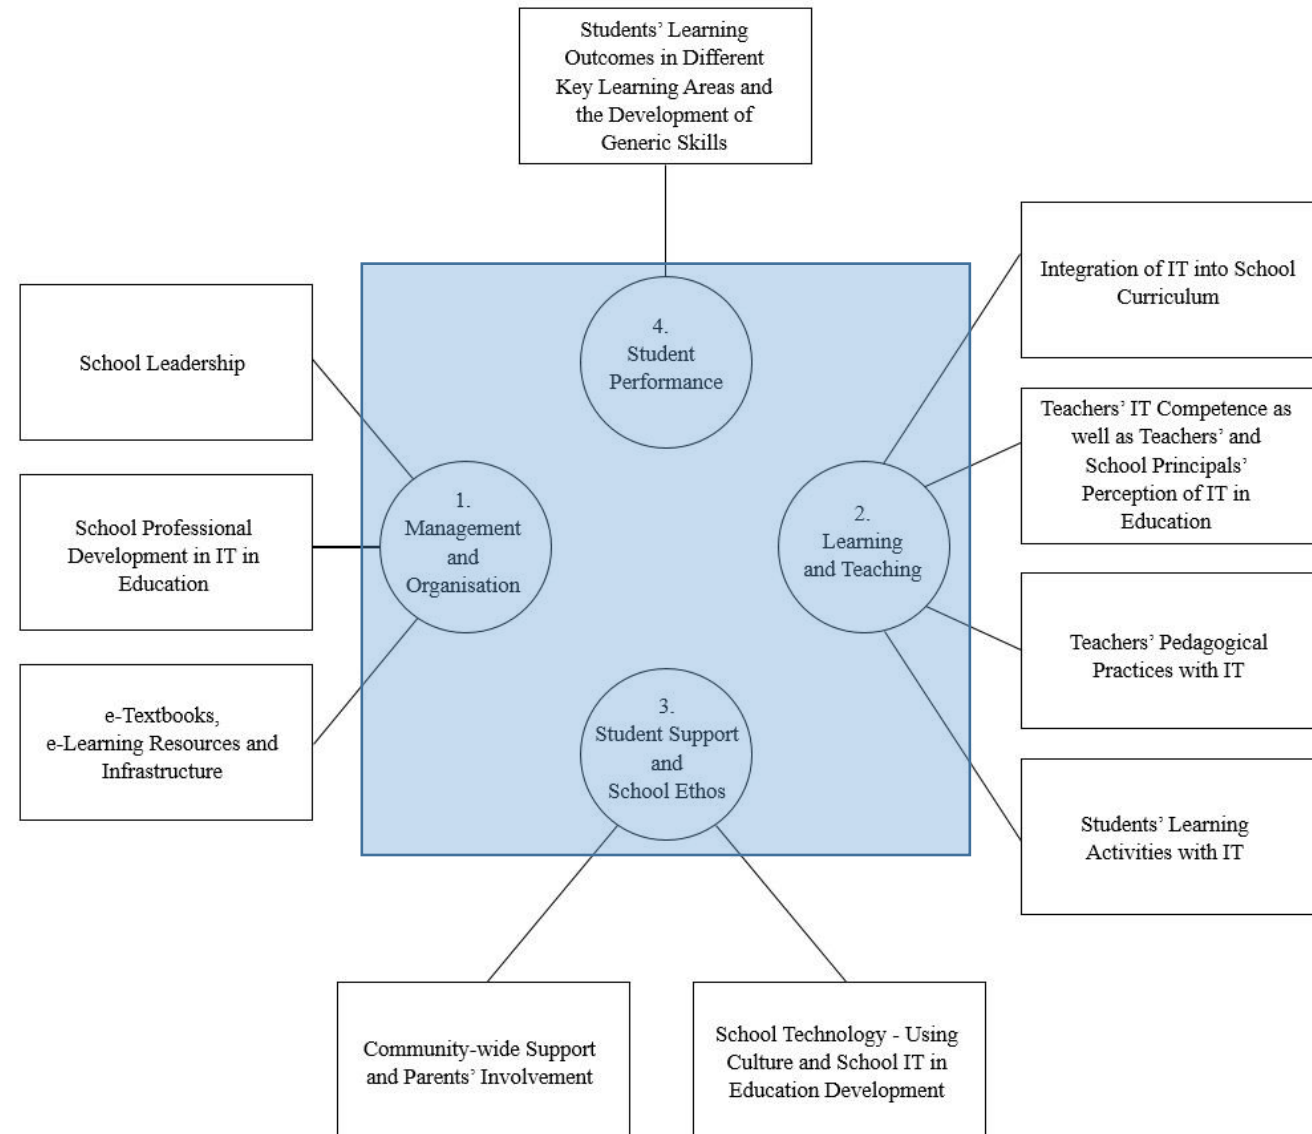 Students’ Learning
Outcomes in Different
Key Learning Areas and
the Development of
Generic Skills
4.
Student
Performance
School Leadership
School Professional
Development in IT in
Education
e-Textbooks,
e-Learning Resources and
Infrastructure
1.
Management
and
Organisation
2.
Learning
and Teaching
Integration of IT into School
Curriculum
Teachers’ IT Competence as
well as Teachers’ and
School Principals’
Perception of IT in
Education
Teachers’ Pedagogical
Practices with IT
Students’ Learning
Activities with IT
3.
Student Support
and
School Ethos
Community-wide Support
and Parents’ Involvement
School Technology - Using
Culture and School IT in
Education Development